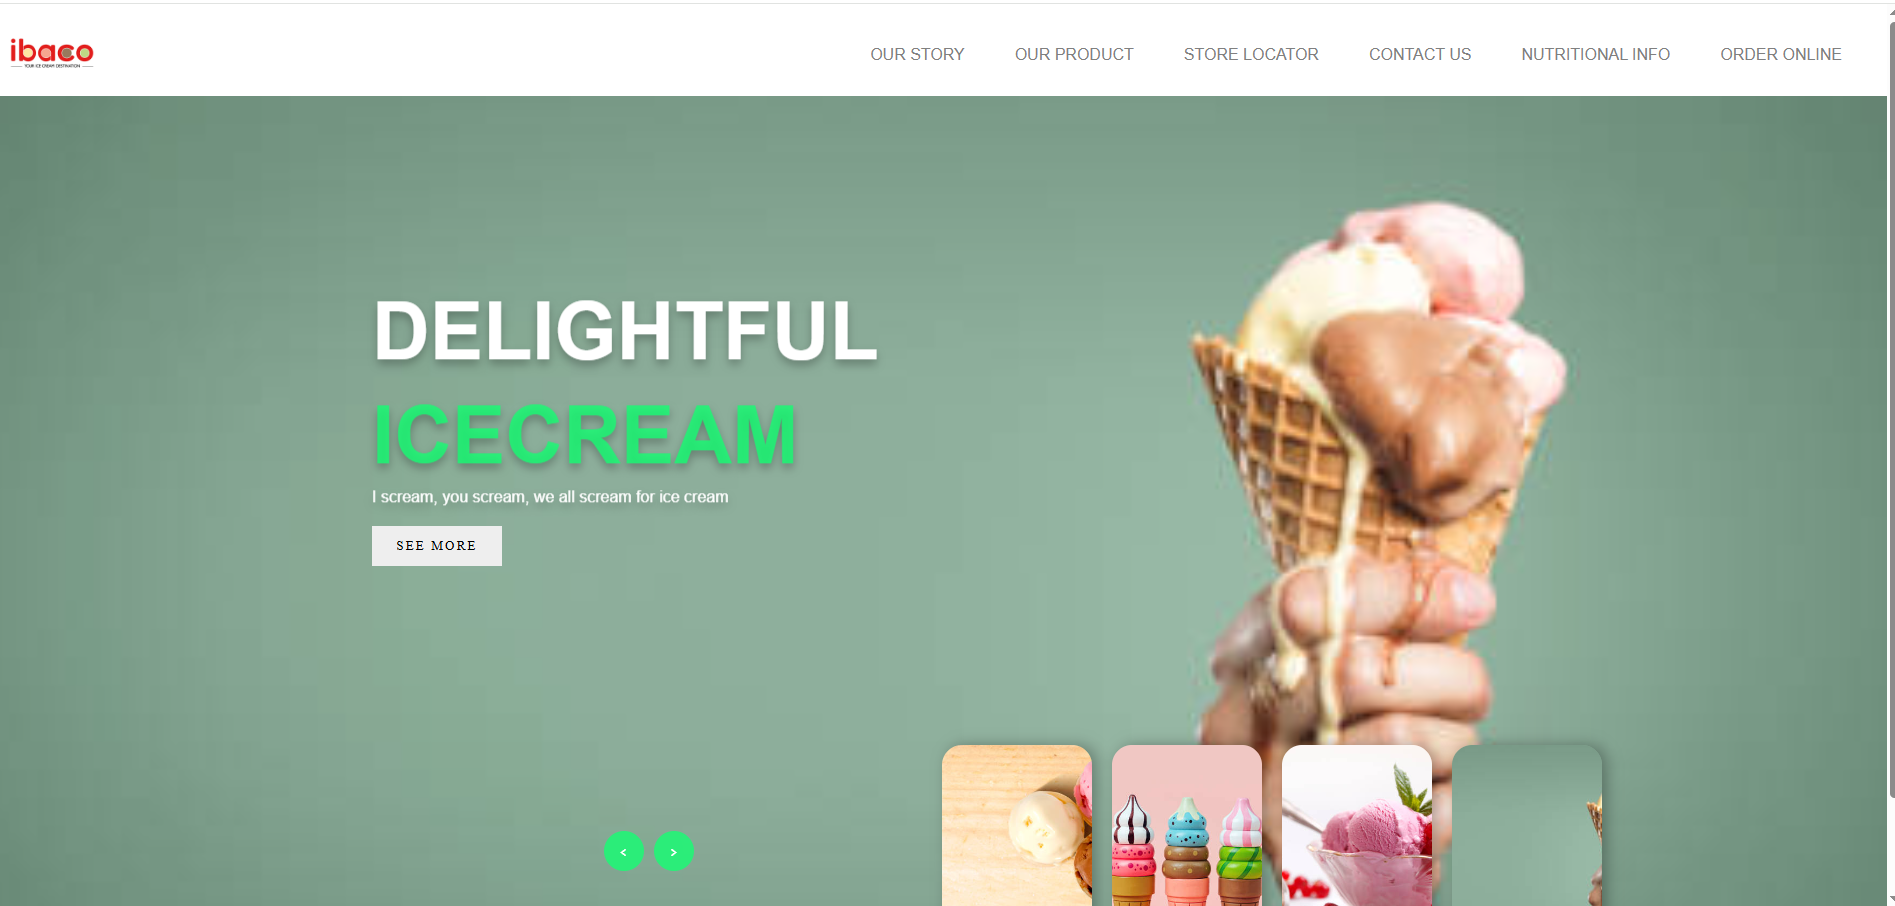 ibaco
YOUR ICE CREAM DESTINATION
OUR STORY OUR PRODUCT STORE LOCATOR CONTACT US NUTRITIONAL INFO ORDER ONLINE
DELIGHTFUL
ICECREAM
I scream, you scream, we all scream for ice cream
SEE MORE
< >